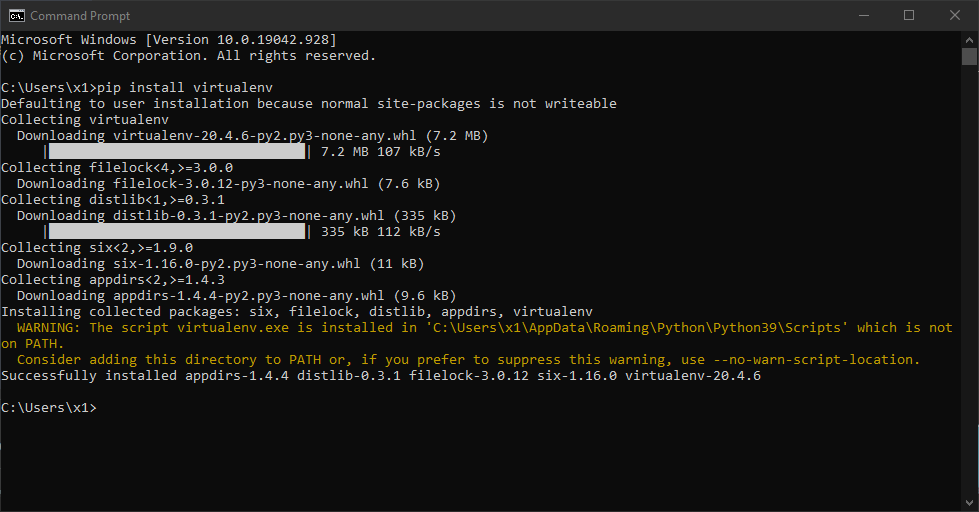 Command Prompt
Microsoft Windows [Version 10.0.19042.928]
(c) Microsoft Corporation. All rights reserved.
C:\Users\x1>pip install virtualenv
Defaulting to user installation because normal site-packages is not writeable
Collecting virtualenv
  Downloading virtualenv-20.4.6-py2.py3-none-any.whl (7.2 MB)
     | | 7.2 MB 107 kB/s
Collecting filelock<4,>=3.0.0
  Downloading filelock-3.0.12-py3-none-any.whl (7.6 kB)
Collecting distlib<1,>=0.3.1
  Downloading distlib-0.3.1-py2.py3-none-any.whl (335 kB)
     | | 335 kB 112 kB/s
Collecting six<2,>=1.9.0
  Downloading six-1.16.0-py2.py3-none-any.whl (11 kB)
Collecting appdirs<2,>=1.4.3
  Downloading appdirs-1.4.4-py2.py3-none-any.whl (9.6 kB)
Installing collected packages: six, filelock, distlib, appdirs, virtualenv
  WARNING: The script virtualenv.exe is installed in 'C:\Users\x1\AppData\Roaming\Python\Python39\Scripts' which is not
on PATH.
  Consider adding this directory to PATH or, if you prefer to suppress this warning, use --no-warn-script-location.
Successfully installed appdirs-1.4.4 distlib-0.3.1 filelock-3.0.12 six-1.16.0 virtualenv-20.4.6
C:\Users\x1>